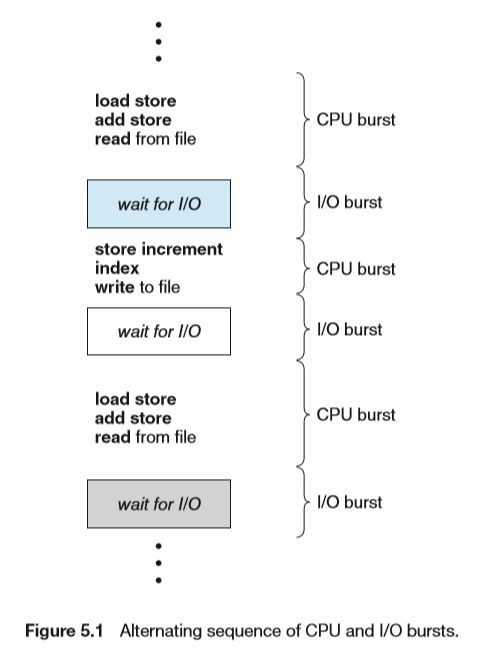 load store
add store
read from file
CPU burst
wait for I/O
I/O burst
store increment
index
write to file
CPU burst
wait for I/O
I/O burst
load store
add store
read from file
CPU burst
wait for I/O
I/O burst
Figure 5.1 Alternating sequence of CPU and I/O bursts.